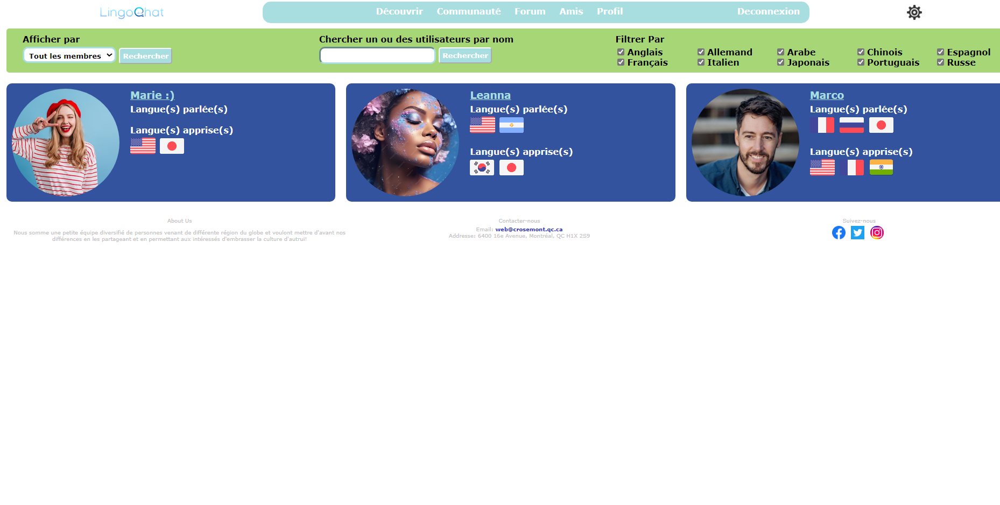 LingoChat
Découvrir Communauté Forum Amis Profil Deconnexion
Afficher par
Tout les membres Rechercher
Chercher un ou des utilisateurs par nom
Rechercher
Filtrer Par
Anglais Allemand Arabe Chinois Espagnol
Français Italien Japonais Portuguais Russe
Marie :)
Langue(s) parlée(s)
Langue(s) apprise(s)
Leanna
Langue(s) parlée(s)
Langue(s) apprise(s)
Marco
Langue(s) parlée(s)
Langue(s) apprise(s)
About Us
Nous somme une petite équipe diversifié de personnes venant de différente région du globe et voulont mettre d'avant nos
différences en les partageant et en permettant aux intéressés d'embrasser la culture d'autrui!
Contacter-nous
Email: web@crosemont.qc.ca
Addresse: 6400 16e Avenue, Montréal, QC H1X 2S9
Suivez-nous